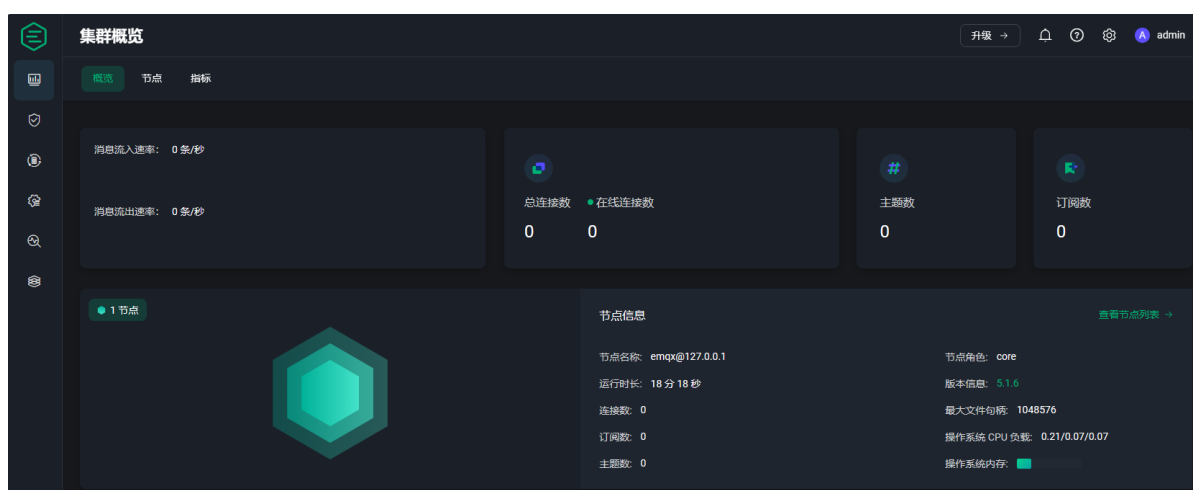 集群概览
升级 →
A admin
概览 节点 指标
消息流入速率: 0 条/秒
消息流出速率: 0 条/秒
总连接数 在线连接数
0 0
主题数
0
订阅数
0
1 节点
节点信息
查看节点列表 →
节点名称: emqx@127.0.0.1
节点角色: core
运行时长: 18 分 18 秒
版本信息: 5.1.6
连接数: 0
最大文件句柄: 1048576
订阅数: 0
操作系统 CPU 负载: 0.21/0.07/0.07
主题数: 0
操作系统内存: